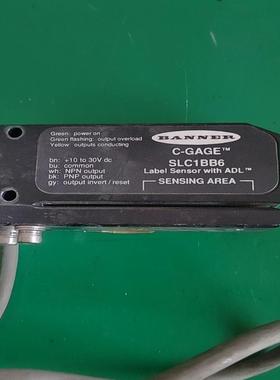 Green: power on
Green flashing: output overload
Yellow: outputs conducting
bn: +10 to 30V dc
bu: common
wh: NPN output
bk: PNP output
gy: output invert / reset
BANNER
C-GAGE™
SLC1BB6
Label Sensor with ADL™
SENSING AREA